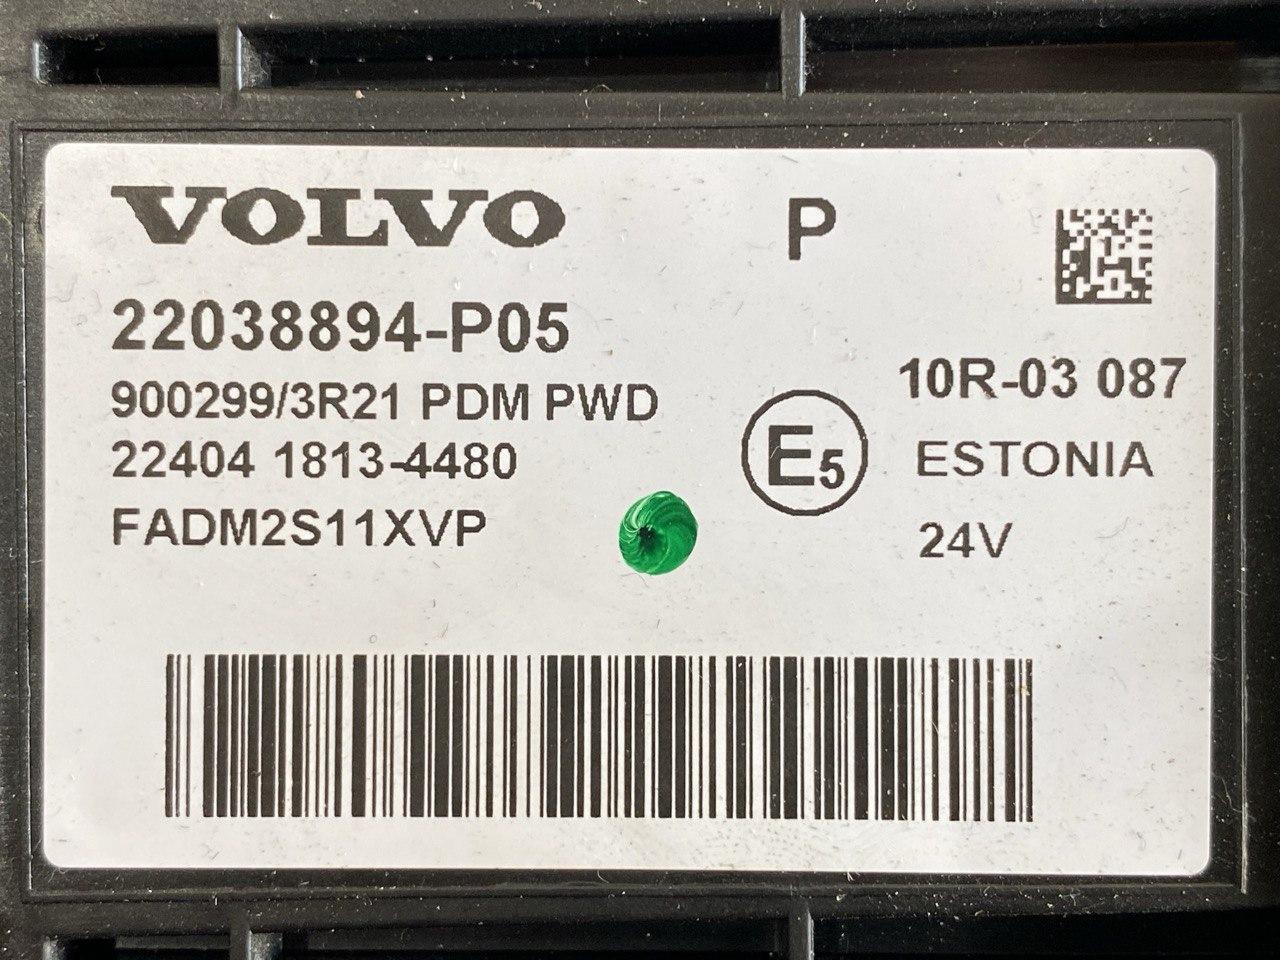 VOLVO
P
22038894-P05
900299/3R21 PDM PWD
22404 1813-4480
FADM2S11XVP
E5
10R-03 087
ESTONIA
24V